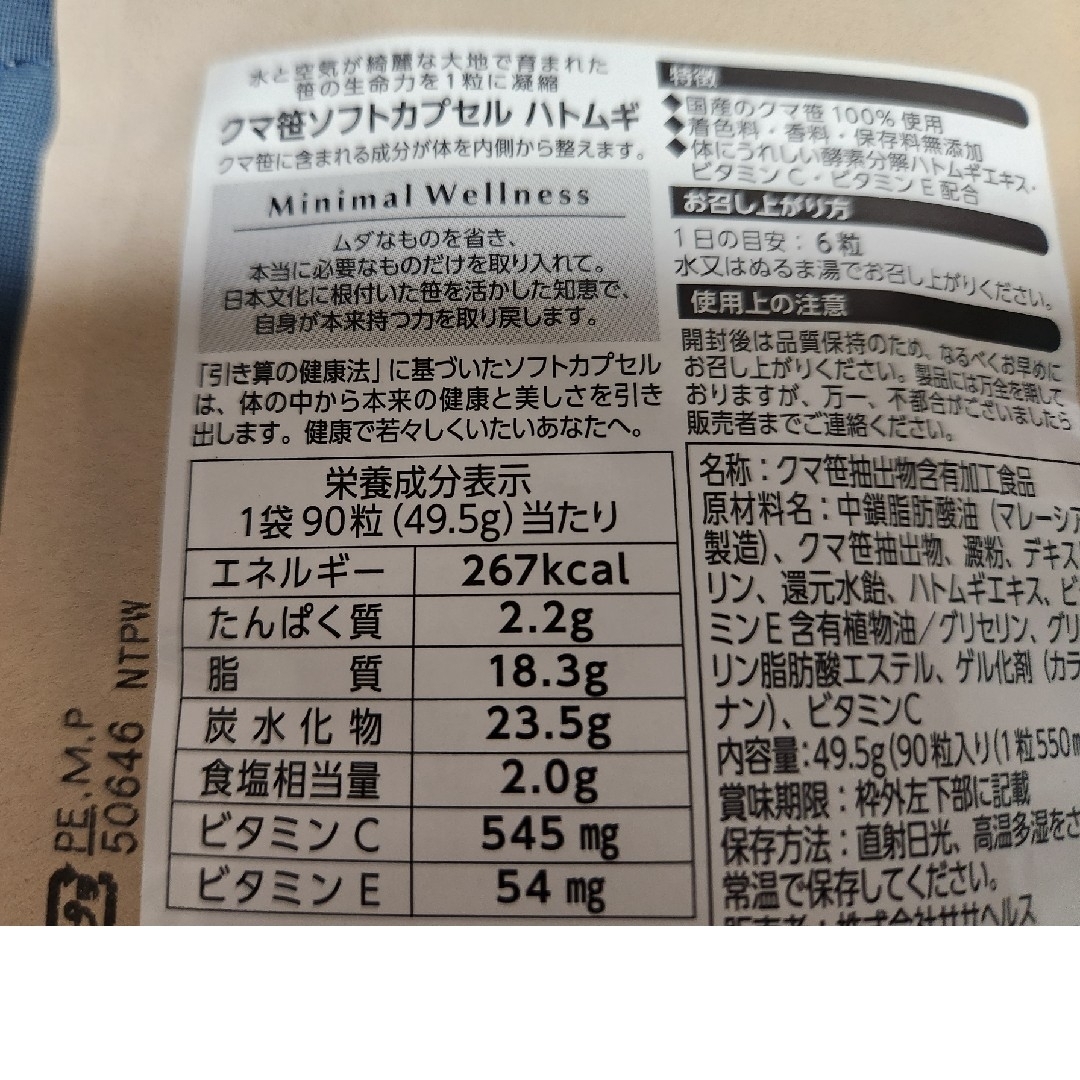 水と空気が綺麗な大地で育まれた
笹の生命力を1粒に凝縮
クマ笹ソフトカプセル ハトムギ
クマ笹に含まれる成分が体を内側から整えます。
Minimal Wellness
ムダなものを省き、
本当に必要なものだけを取り入れて。
日本文化に根付いた笹を活かした知恵で、
自身が本来持つ力を取り戻します。
「引き算の健康法」に基づいたソフトカプセル
は、体の中から本来の健康と美しさを引き
出します。健康で若々しくいたいあなたへ。
栄養成分表示
1袋90粒(49.5g)当たり
エネルギー 267kcal
たんぱく質 2.2g
脂質 18.3g
炭水化物 23.5g
食塩相当量 2.0g
ビタミンC 545mg
ビタミンE 54mg
特徴
◆国産のクマ笹100%使用
◆着色料・香料・保存料無添加
◆体にうれしい酵素分解ハトムギエキス・
ビタミンC・ビタミンE配合
お召し上がり方
1日の目安：6粒
水又はぬるま湯でお召し上がりください。
使用上の注意
開封後は品質保持のため、なるべくお早めに
お召し上がりください。製品には万全を期して
おりますが、万一、不都合がございましたら
販売者までご連絡ください。
名称：クマ笹抽出物含有加工食品
原材料名：中鎖脂肪酸油（マレーシア
製造）、クマ笹抽出物、澱粉、デキス
リン、還元水飴、ハトムギエキス、ビ
ミンE含有植物油／グリセリン、グリ
リン脂肪酸エステル、ゲル化剤（カラ
ナン）、ビタミンC
内容量：49.5g(90粒入り(1粒550m
賞味期限：枠外左下部に記載
保存方法：直射日光、高温多湿をさ
常温で保存してください。
販売者：株式会社ササヘルス
PE.M.P
50646 NTPW